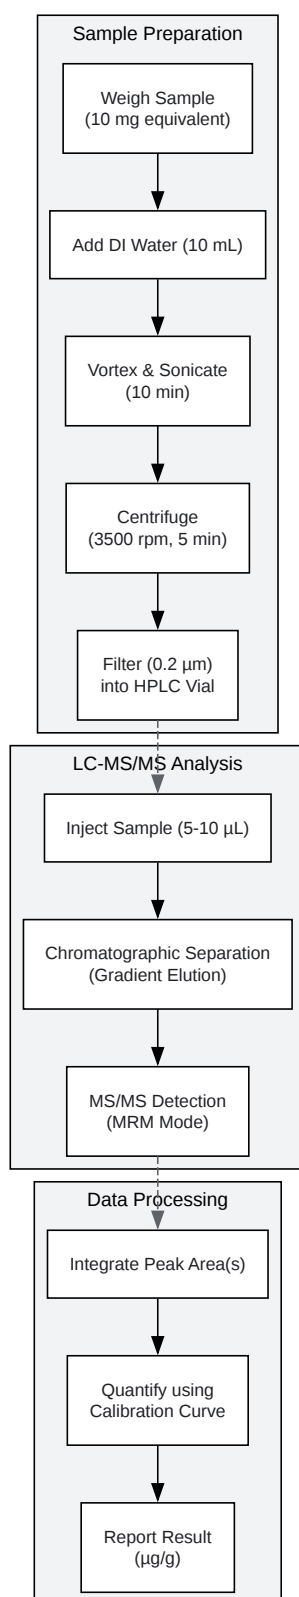 Sample Preparation
Weigh Sample
(10 mg equivalent)
Add DI Water (10 mL)
Vortex & Sonicate
(10 min)
Centrifuge
(3500 rpm, 5 min)
Filter (0.2 µm)
into HPLC Vial
LC-MS/MS Analysis
Inject Sample (5-10 µL)
Chromatographic Separation
(Gradient Elution)
MS/MS Detection
(MRM Mode)
Data Processing
Integrate Peak Area(s)
Quantify using
Calibration Curve
Report Result
(µg/g)